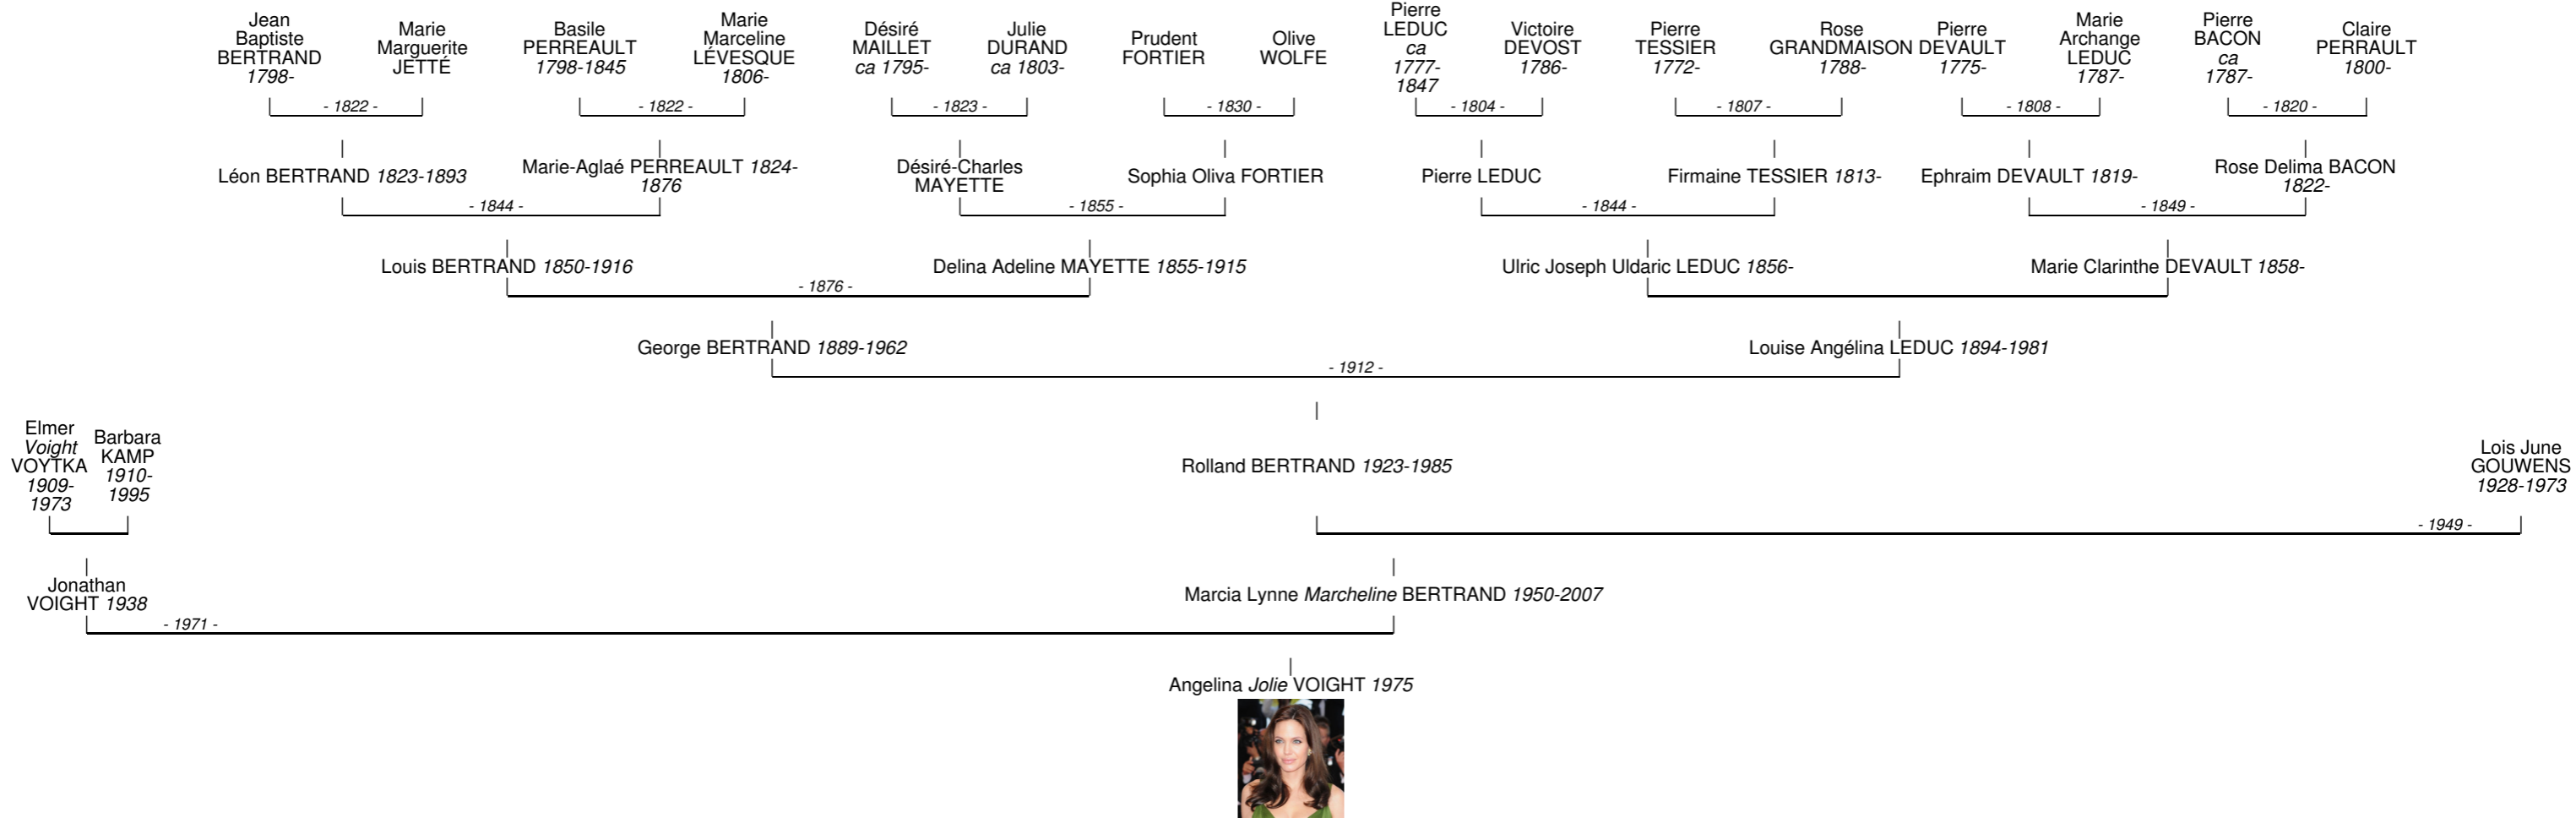 Jean
Baptiste
BERTRAND
1798-
Marie
Marguerite
JETTÉ
Basile
PERREAULT
1798-1845
Marie
Marceline
LÉVESQUE
1806-
Désiré
MAILLET
ca 1795-
Julie
DURAND
ca 1803-
Prudent
FORTIER
Olive
WOLFE
Pierre
LEDUC
ca
1777-
1847
Victoire
DEVOST
1786-
Pierre
TESSIER
1772-
Rose
GRANDMAISON
1788-
Pierre
DEVAULT
1775-
Marie
Archange
LEDUC
1787-
Pierre
BACON
ca
1787-
Claire
PERRAULT
1800-
- 1822 -
- 1822 -
- 1823 -
- 1830 -
- 1804 -
- 1807 -
- 1808 -
- 1820 -
Léon BERTRAND 1823-1893
Marie-Aglaé PERREAULT 1824-
1876
Désiré-Charles
MAYETTE
Sophia Oliva FORTIER
Pierre LEDUC
Firmaine TESSIER 1813-
Ephraim DEVAULT 1819-
Rose Delima BACON
1822-
- 1844 -
- 1855 -
- 1844 -
- 1849 -
Louis BERTRAND 1850-1916
Delina Adeline MAYETTE 1855-1915
Ulric Joseph Uldaric LEDUC 1856-
Marie Clarinthe DEVAULT 1858-
- 1876 -
George BERTRAND 1889-1962
Louise Angélina LEDUC 1894-1981
- 1912 -
Elmer
Voight
VOYTKA
1909-
1973
Barbara
KAMP
1910-
1995
Rolland BERTRAND 1923-1985
Lois June
GOUWENS
1928-1973
- 1949 -
Jonathan
VOIGHT 1938
Marcia Lynne Marcheline BERTRAND 1950-2007
- 1971 -
Angelina Jolie VOIGHT 1975